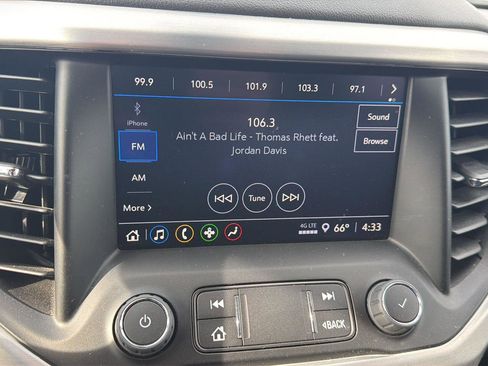 99.9 100.5 101.9 103.3 97.1
iPhone
106.3
Ain't A Bad Life - Thomas Rhett feat.
Jordan Davis
Sound
Browse
FM
AM
More
Tune
4G LTE 66° 4:33
BACK